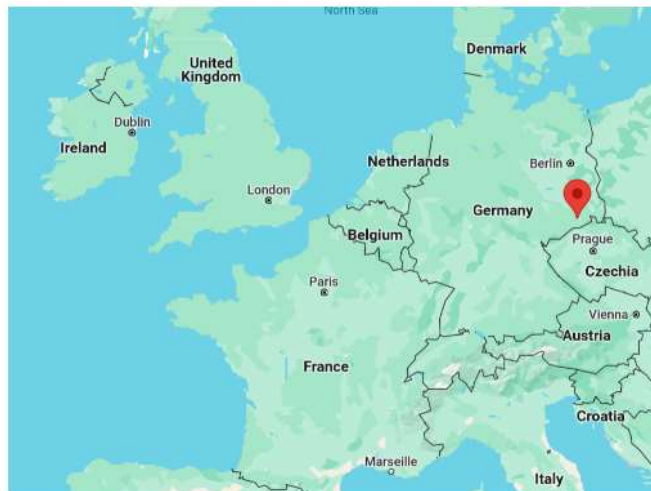 North Sea
Denmark
United
Kingdom
Dublin
Ireland
Netherlands
Berlin
London
Germany
Belgium
Prague
Czechia
Paris
Vienna
Austria
France
Croatia
Marseille
Italy